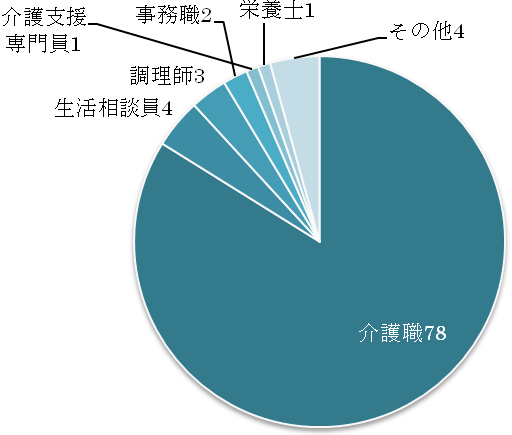 介護支援
専門員1
事務職2
栄養士1
その他4
調理師3
生活相談員4
介護職78